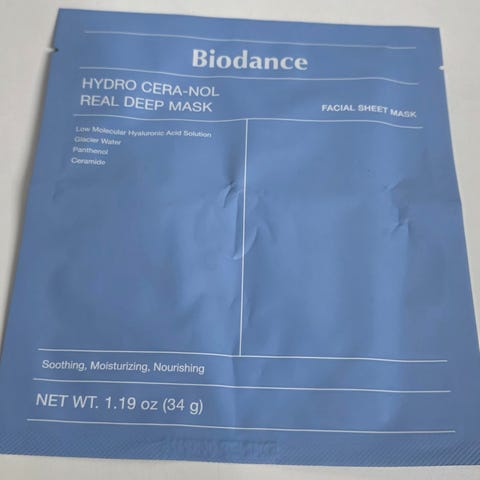 Biodance
HYDRO CERA-NOL
REAL DEEP MASK
FACIAL SHEET MASK
Low Molecular Hyaluronic Acid Solution
Glacier Water
Panthenol
Ceramide
Soothing, Moisturizing, Nourishing
NET WT. 1.19 oz (34 g)